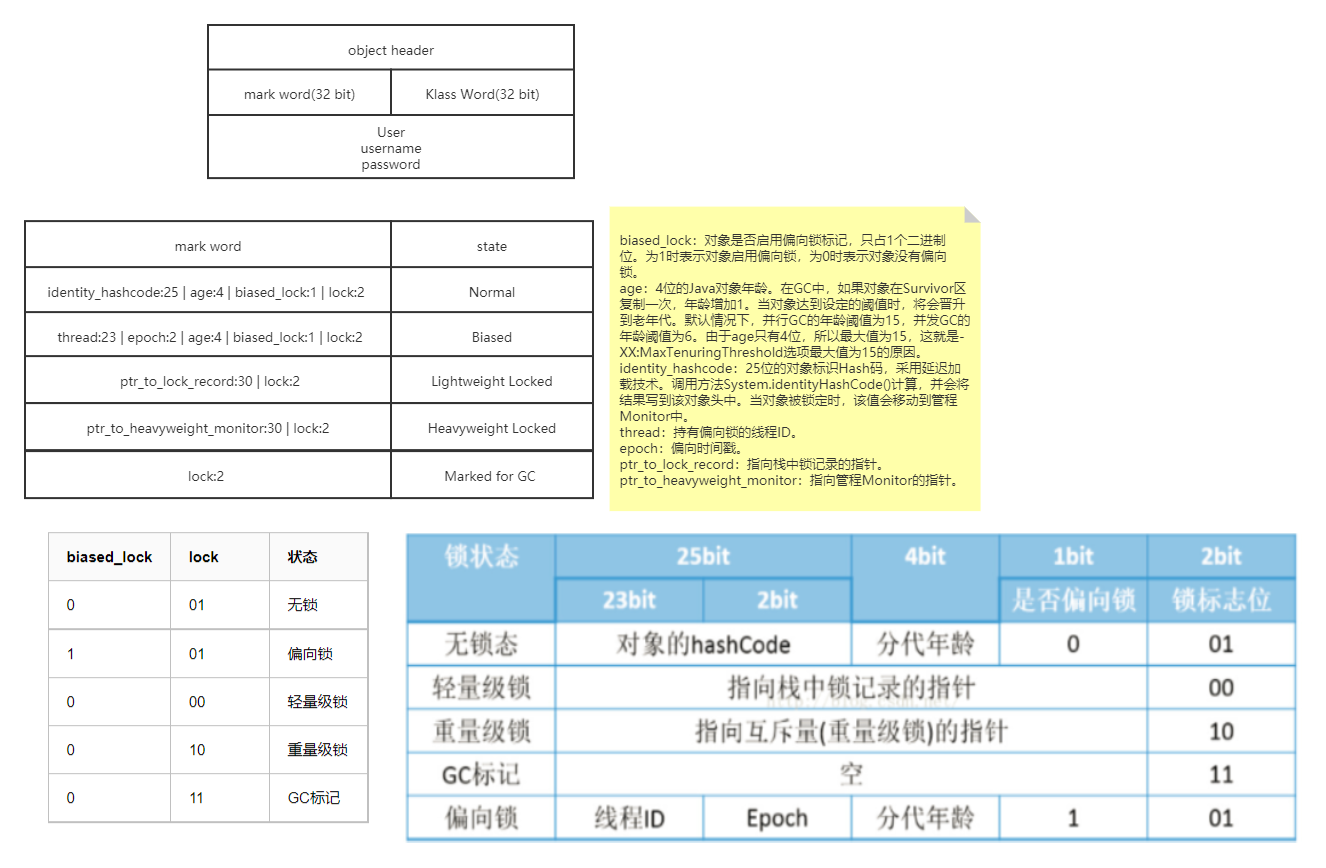 object header
mark word(32 bit)
Klass Word(32 bit)
User
username
password
mark word
state
identity_hashcode:25 | age:4 | biased_lock:1 | lock:2
Normal
thread:23 | epoch:2 | age:4 | biased_lock:1 | lock:2
Biased
ptr_to_lock_record:30 | lock:2
Lightweight Locked
ptr_to_heavyweight_monitor:30 | lock:2
Heavyweight Locked
lock:2
Marked for GC
biased_lock：对象是否启用偏向锁标记，只占1个二进制
位。为1时表示对象启用偏向锁，为0时表示对象没有偏向
锁。
age：4位的Java对象年龄。在GC中，如果对象在Survivor区
复制一次，年龄增加1。当对象达到设定的阈值时，将会晋升
到老年代。默认情况下，并行GC的年龄阈值为15，并发GC的
年龄阈值为6。由于age只有4位，所以最大值为15，这就是-
XX:MaxTenuringThreshold选项最大值为15的原因。
identity_hashcode：25位的对象标识Hash码，采用延迟加
载技术。调用方法System.identityHashCode()计算，并会将
结果写到该对象头中。当对象被锁定时，该值会移动到管程
Monitor中。
thread：持有偏向锁的线程ID。
epoch：偏向时间戳。
ptr_to_lock_record：指向栈中锁记录的指针。
ptr_to_heavyweight_monitor：指向管程Monitor的指针。
biased_lock
lock
状态
0
01
无锁
1
01
偏向锁
0
00
轻量级锁
0
10
重量级锁
0
11
GC标记
锁状态
25bit
4bit
1bit
2bit
23bit
2bit
是否偏向锁
锁标志位
无锁态
对象的hashCode
分代年龄
0
01
轻量级锁
指向栈中锁记录的指针
00
重量级锁
指向互斥量(重量级锁)的指针
10
GC标记
空
11
偏向锁
线程ID
Epoch
分代年龄
1
01